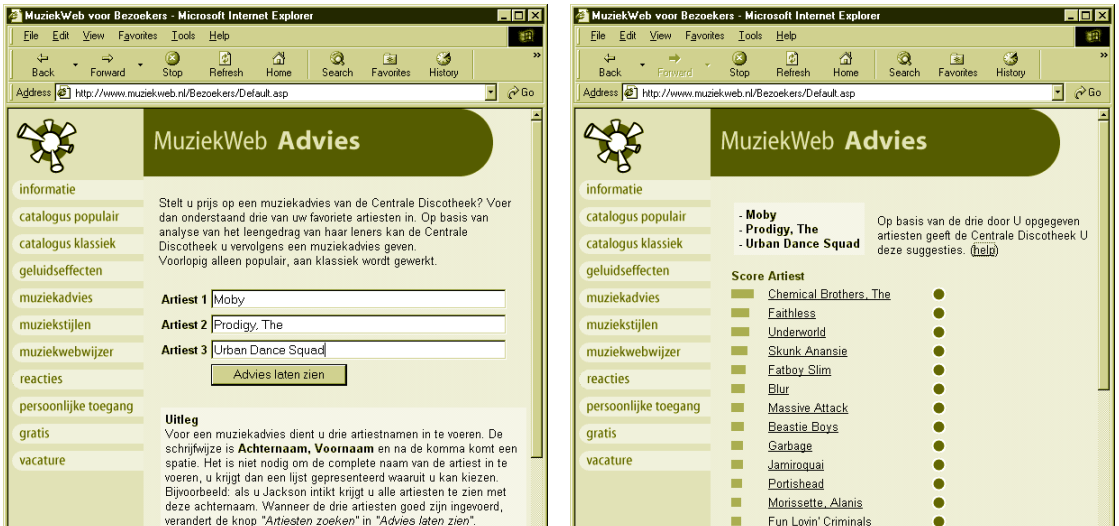 MuziekWeb voor Bezoekers - Microsoft Internet Explorer
File Edit View Favorites Tools Help
Back Forward Stop Refresh Home Search Favorites History »
Address http://www.muziekweb.nl/Bezoekers/Default.asp Go
MuziekWeb Advies
informatie
catalogus populair
catalogus klassiek
geluidseffecten
muziekadvies
muziekstijlen
muziekwebwijzer
reacties
persoonlijke toegang
gratis
vacature
Stelt u prijs op een muziekadvies van de Centrale Discotheek? Voer
dan onderstaand drie van uw favoriete artiesten in. Op basis van
analyse van het leengedrag van haar leners kan de Centrale
Discotheek u vervolgens een muziekadvies geven.
Voorlopig alleen populair, aan klassiek wordt gewerkt.
Artiest 1 Moby
Artiest 2 Prodigy, The
Artiest 3 Urban Dance Squad
Advies laten zien
Uitleg
Voor een muziekadvies dient u drie artiestnamen in te voeren. De
schrijfwijze is Achternaam, Voornaam en na de komma komt een
spatie. Het is niet nodig om de complete naam van de artiest in te
voeren, u krijgt dan een lijst gepresenteerd waaruit u kan kiezen.
Bijvoorbeeld: als u Jackson intikt krijgt u alle artiesten te zien met
deze achternaam. Wanneer de drie artiesten goed zijn ingevoerd,
verandert de knop "Artiesten zoeken" in "Advies laten zien".
MuziekWeb voor Bezoekers - Microsoft Internet Explorer
File Edit View Favorites Tools Help
Back Forward Stop Refresh Home Search Favorites History »
Address http://www.muziekweb.nl/Bezoekers/Default.asp Go
MuziekWeb Advies
informatie
catalogus populair
catalogus klassiek
geluidseffecten
muziekadvies
muziekstijlen
muziekwebwijzer
reacties
persoonlijke toegang
gratis
vacature
- Moby
- Prodigy, The
- Urban Dance Squad
Op basis van de drie door U opgegeven
artiesten geeft de Centrale Discotheek U
deze suggesties. (help)
Score Artiest
Chemical Brothers, The
Faithless
Underworld
Skunk Anansie
Fatboy Slim
Blur
Massive Attack
Beastie Boys
Garbage
Jamiroquai
Portishead
Morissette, Alanis
Fun Lovin' Criminals